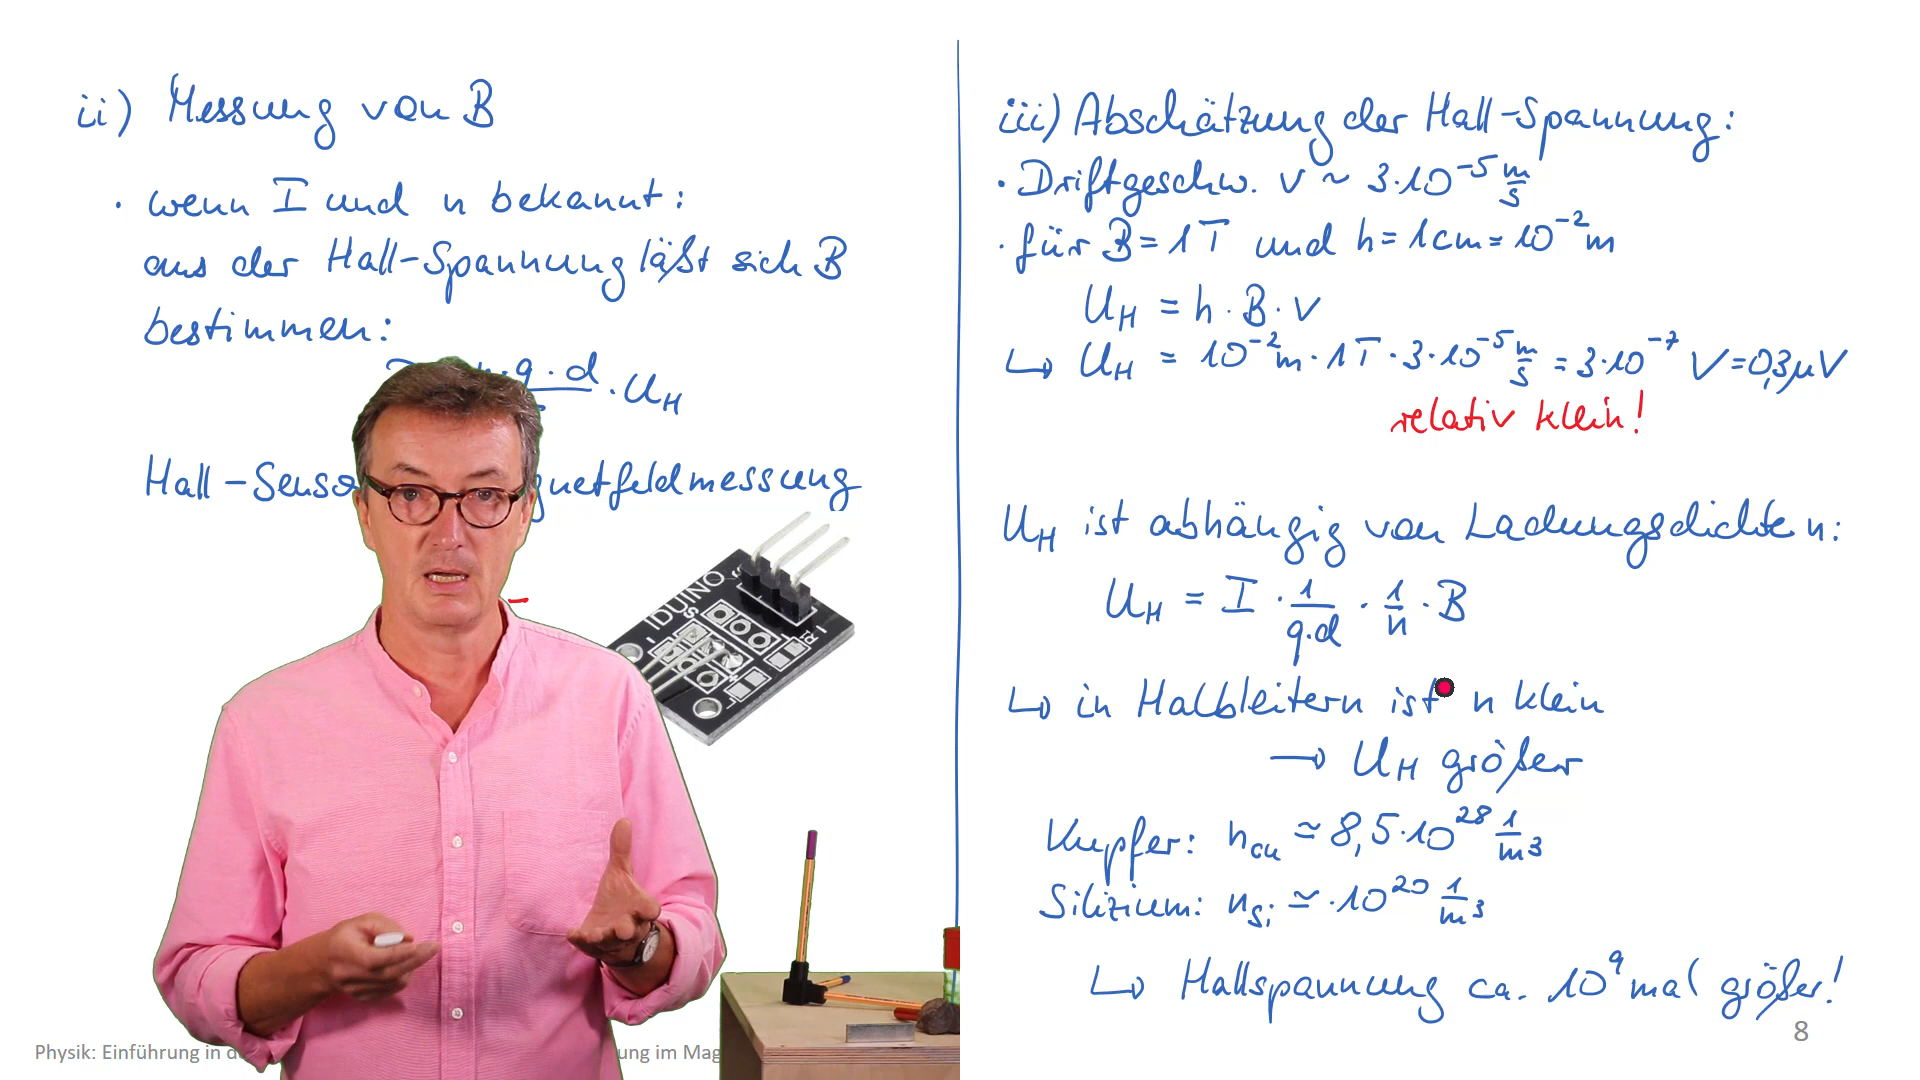 ii) Messung von B
· wenn I und n bekannt:
aus der Hall-Spannung läßt sich B
bestimmen:
q · d · U_H
Hall-Senso
gnetfeldmessung
IDUINO
iii) Abschätzung der Hall-Spannung:
· Driftgeschw. v ~ 3·10⁻⁵ m/s
· für B = 1T und h = 1cm = 10⁻² m
U_H = h · B · v
↳ U_H = 10⁻² m · 1T · 3·10⁻⁵ m/s = 3·10⁻⁷ V = 0,3 µV
relativ klein!
U_H ist abhängig von Ladungsdichte n:
U_H = I · 1/(q·d) · 1/n · B
↳ in Halbleitern ist n klein
→ U_H größer
Kupfer: n_Cu ≃ 8,5·10²⁸ 1/m³
Silizium: n_Si ≃ ·10²⁰ 1/m³
↳ Hallspannung ca. 10⁹ mal größer!
8
Physik: Einführung in d
ung im Mag